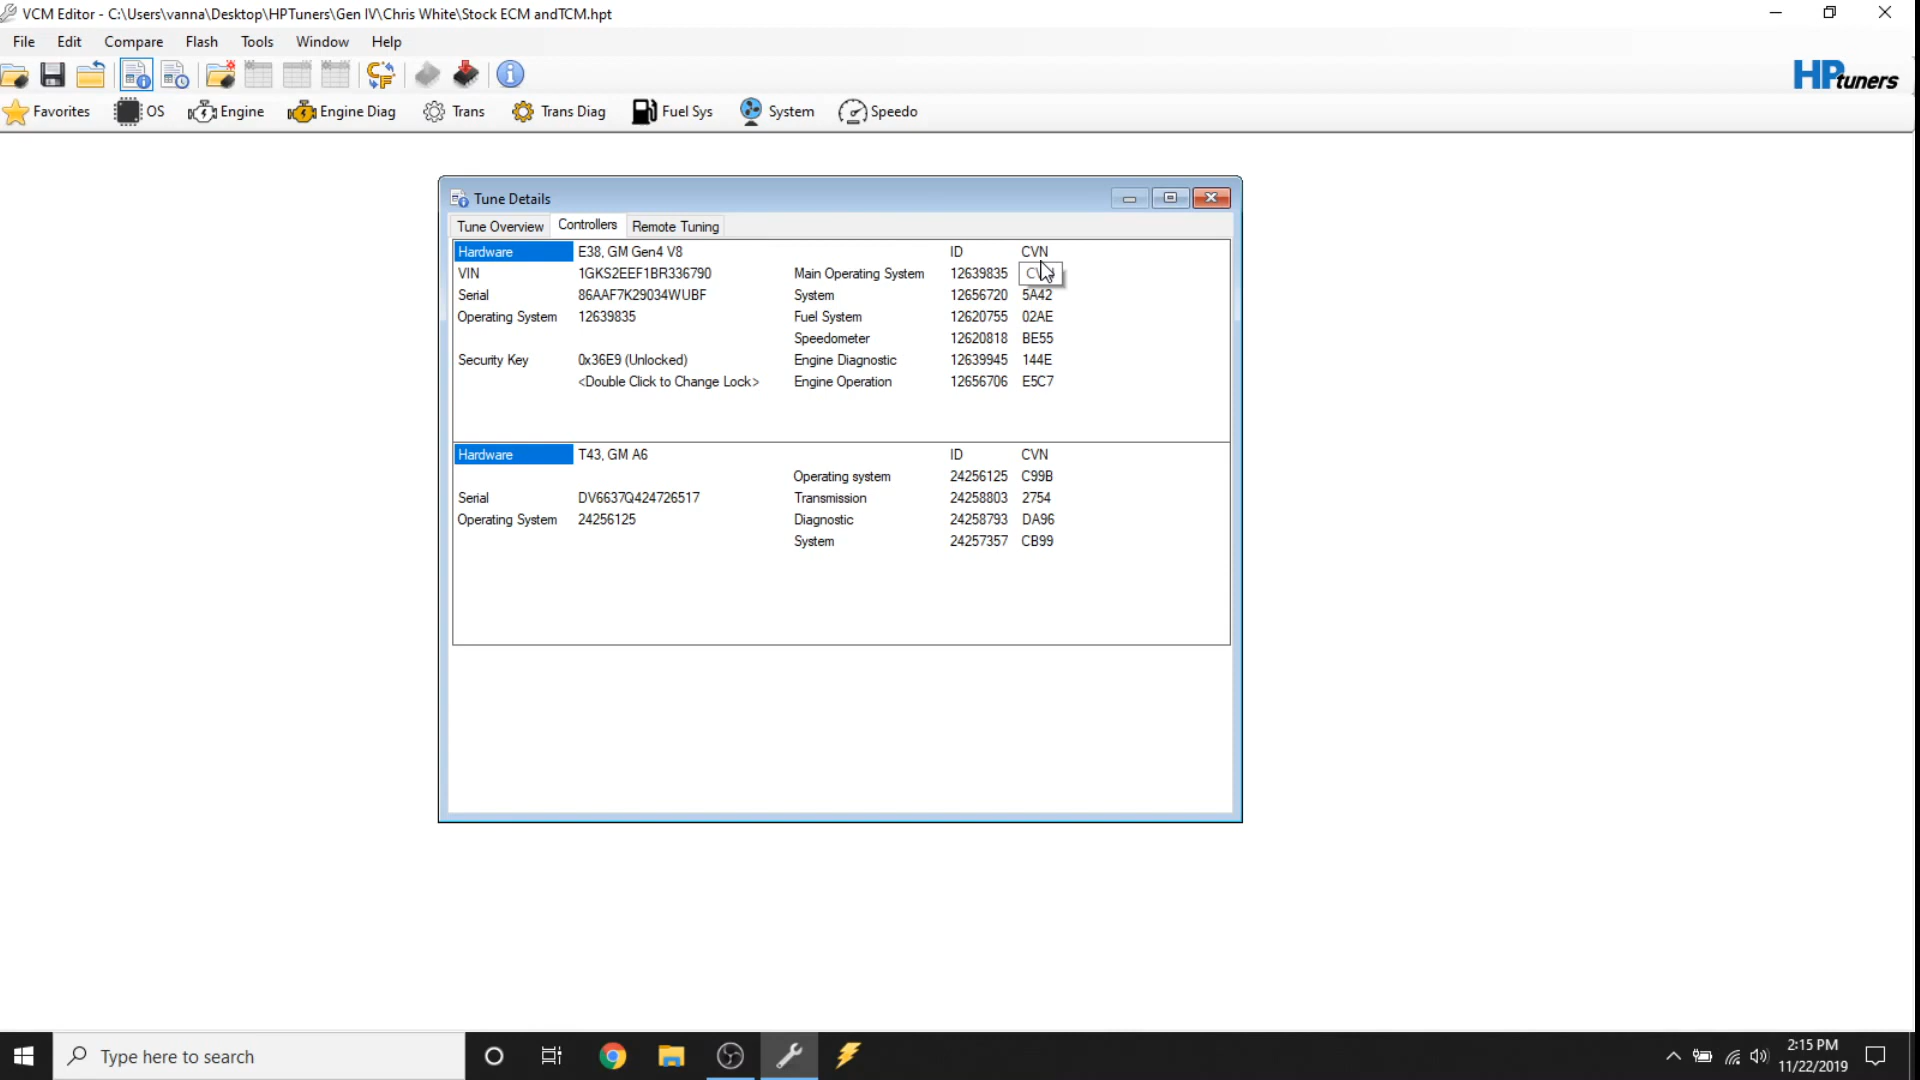 VCM Editor - C:\Users\vanna\Desktop\HPTuners\Gen IV\Chris White\Stock ECM andTCM.hpt
File Edit Compare Flash Tools Window Help
HPtuners
Favorites OS Engine Engine Diag Trans Trans Diag Fuel Sys System Speedo
Tune Details
Tune Overview Controllers Remote Tuning
Hardware E38, GM Gen4 V8 ID CVN
VIN 1GKS2EEF1BR336790 Main Operating System 12639835
Serial 86AAF7K29034WUBF System 12656720 5A42
Operating System 12639835 Fuel System 12620755 02AE
Speedometer 12620818 BE55
Security Key 0x36E9 (Unlocked) Engine Diagnostic 12639945 144E
<Double Click to Change Lock> Engine Operation 12656706 E5C7
Hardware T43, GM A6 ID CVN
Operating system 24256125 C99B
Serial DV6637Q424726517 Transmission 24258803 2754
Operating System 24256125 Diagnostic 24258793 DA96
System 24257357 CB99
Type here to search
2:15 PM
11/22/2019